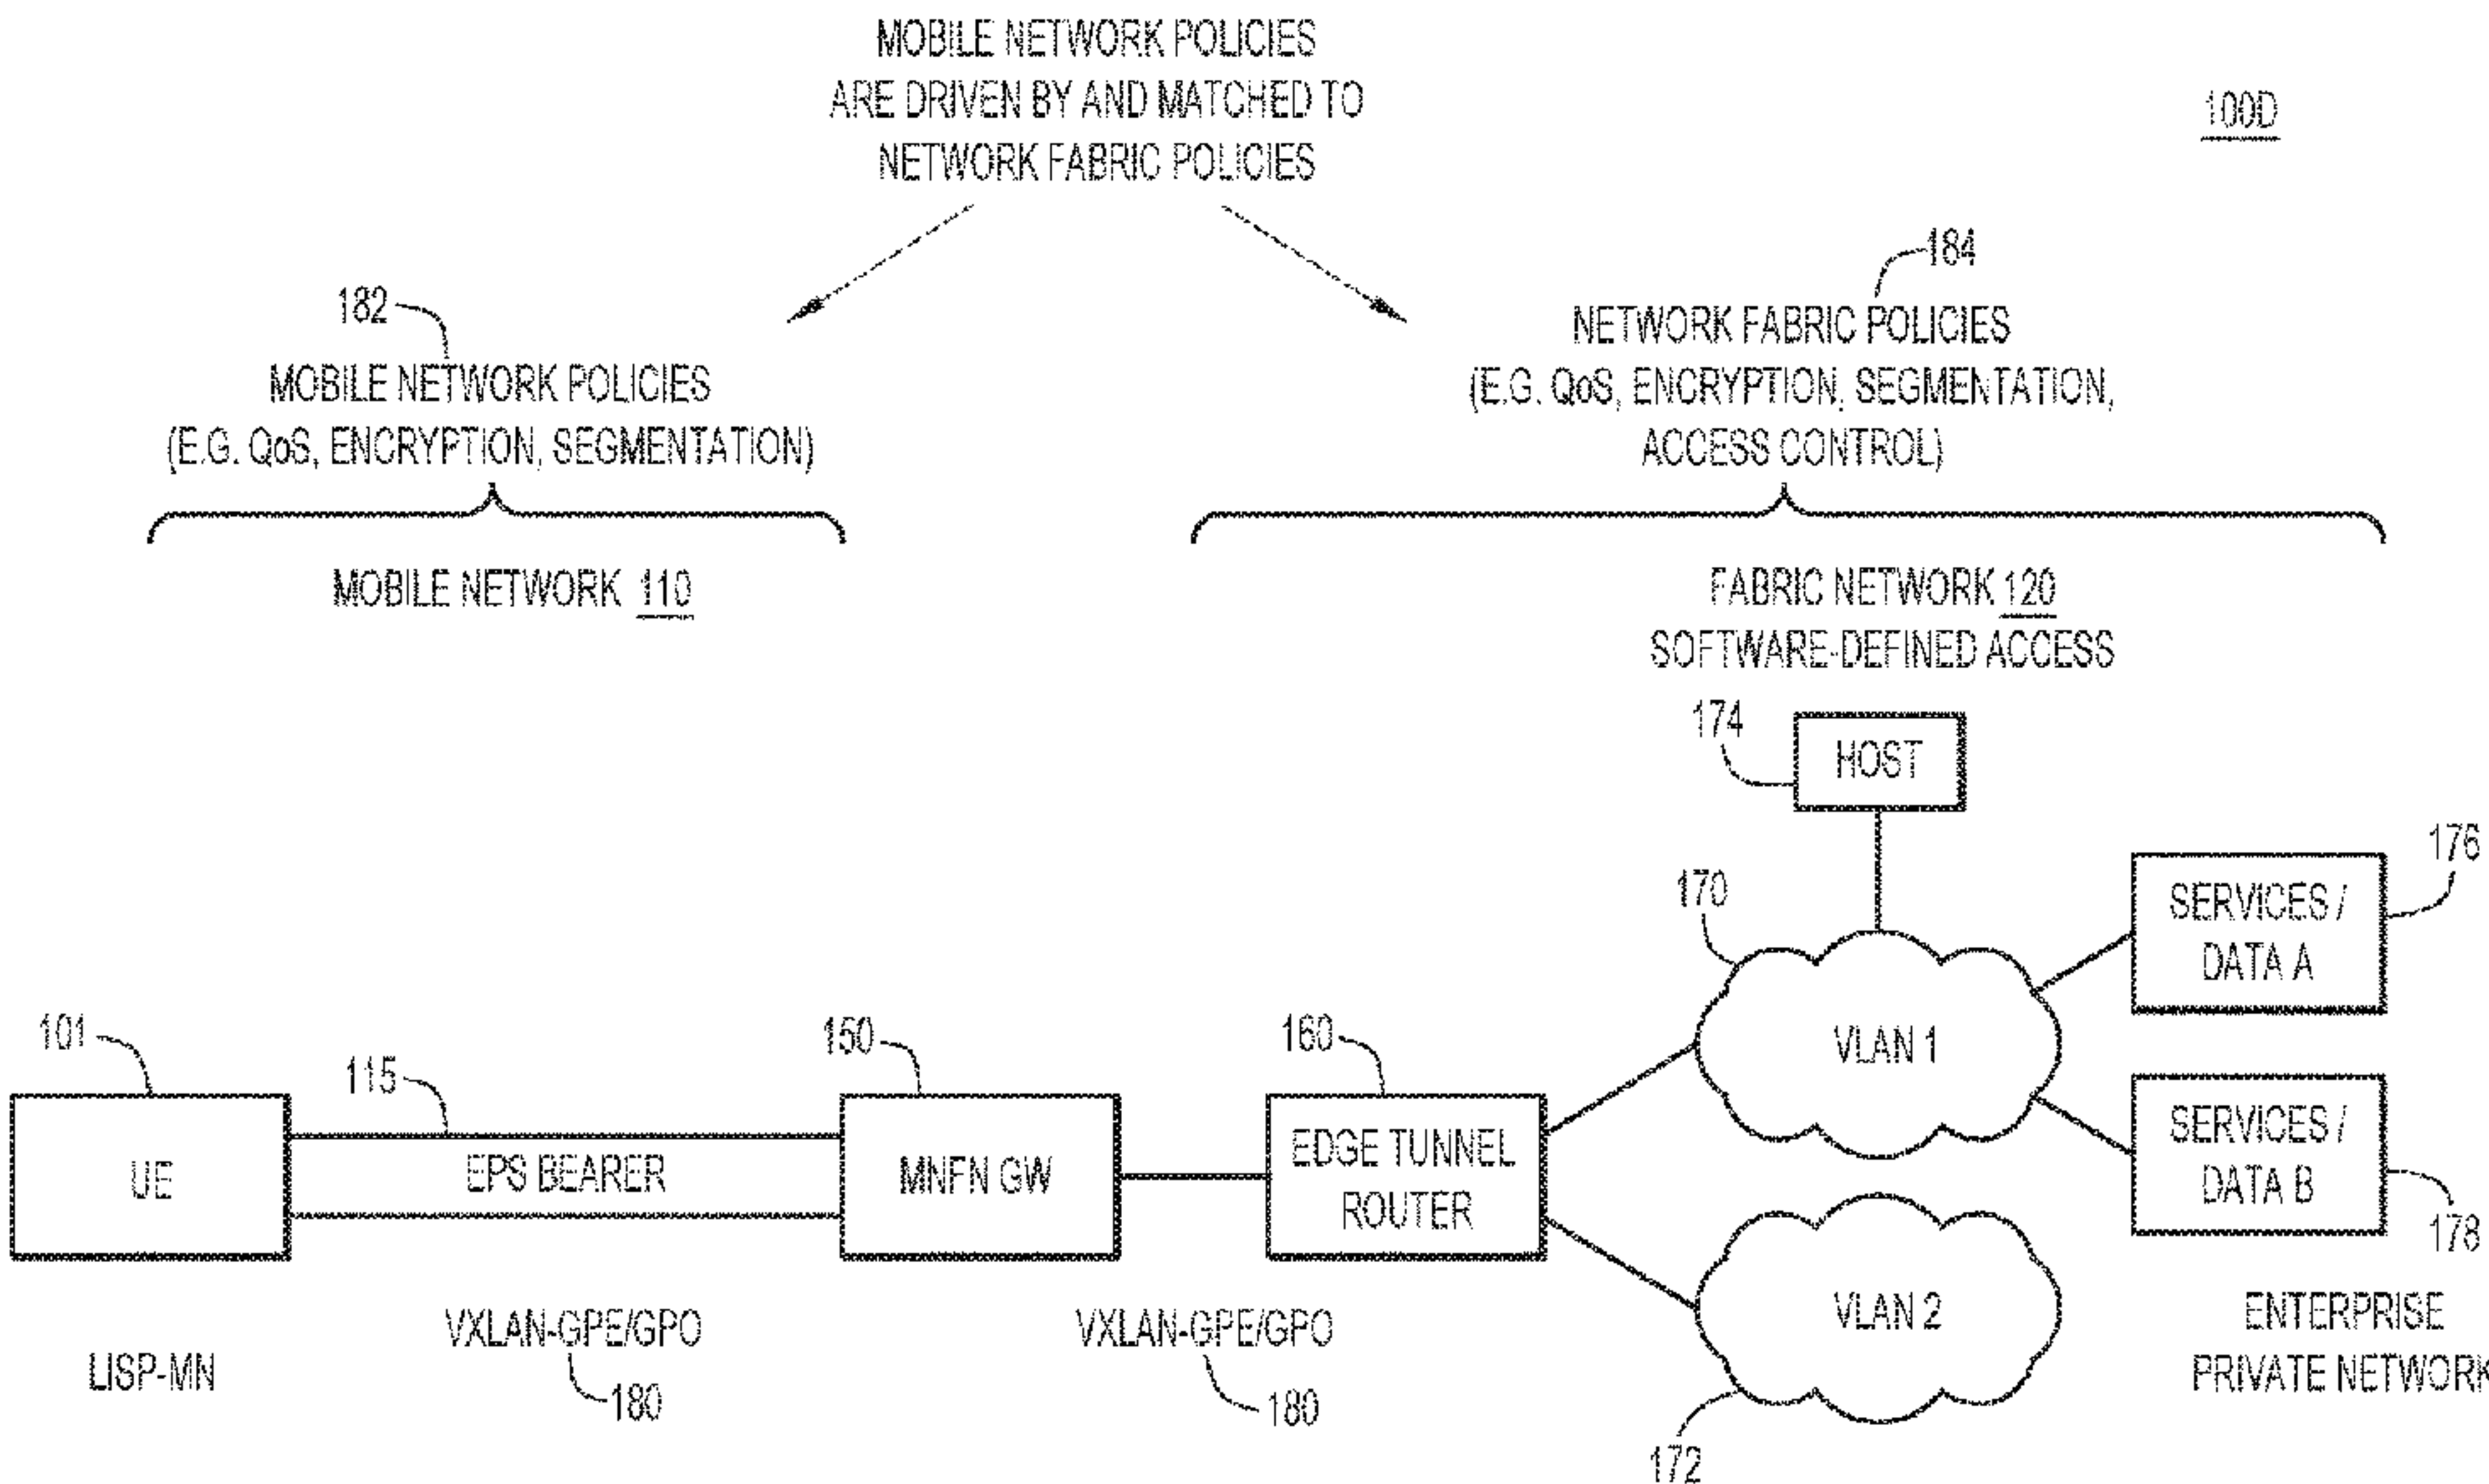 MOBILE NETWORK POLICIES
ARE DRIVEN BY AND MATCHED TO
NETWORK FABRIC POLICIES
100D
184
182
NETWORK FABRIC POLICIES
(E.G. QoS, ENCRYPTION, SEGMENTATION,
ACCESS CONTROL)
MOBILE NETWORK POLICIES
(E.G. QoS, ENCRYPTION, SEGMENTATION)
MOBILE NETWORK 110
FABRIC NETWORK 120
SOFTWARE-DEFINED ACCESS
174
HOST
176
170
SERVICES /
DATA A
101
115
150
160
VLAN 1
UE
EPS BEARER
MNFN GW
EDGE TUNNEL
ROUTER
SERVICES /
DATA B
178
LISP-MN
VXLAN-GPE/GPO
180
VXLAN-GPE/GPO
180
VLAN 2
172
ENTERPRISE
PRIVATE NETWORK